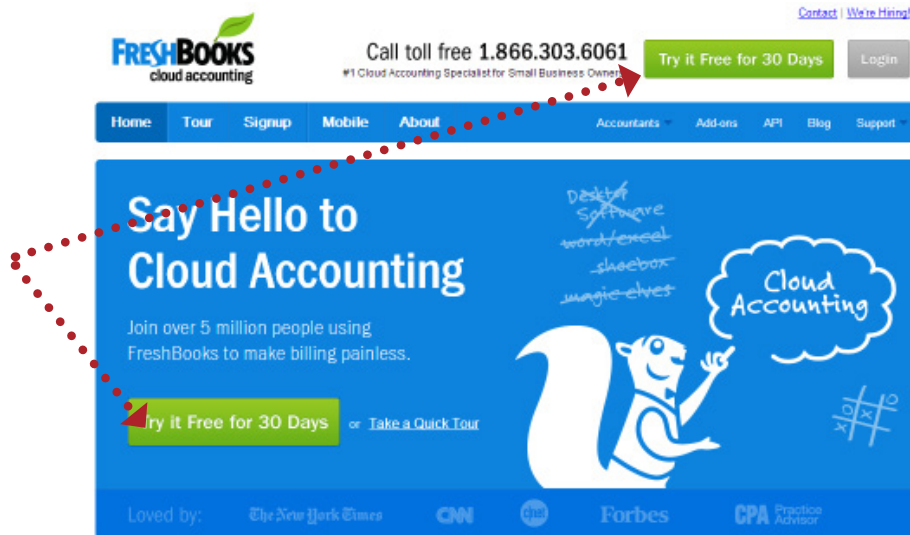 Contact | We're Hiring!
FRESHBOOKS
cloud accounting
Call toll free 1.866.303.6061
#1 Cloud Accounting Specialist for Small Business Owners
Try it Free for 30 Days
Login
Home Tour Signup Mobile About Accountants Add-ons API Blog Support
Say Hello to
Cloud Accounting
Join over 5 million people using
FreshBooks to make billing painless.
Try it Free for 30 Days or Take a Quick Tour
Desktop
Software
word/excel
shoebox
magic elves
Cloud
Accounting
Loved by: The New York Times CNN cnet Forbes CPA Practice
Advisor